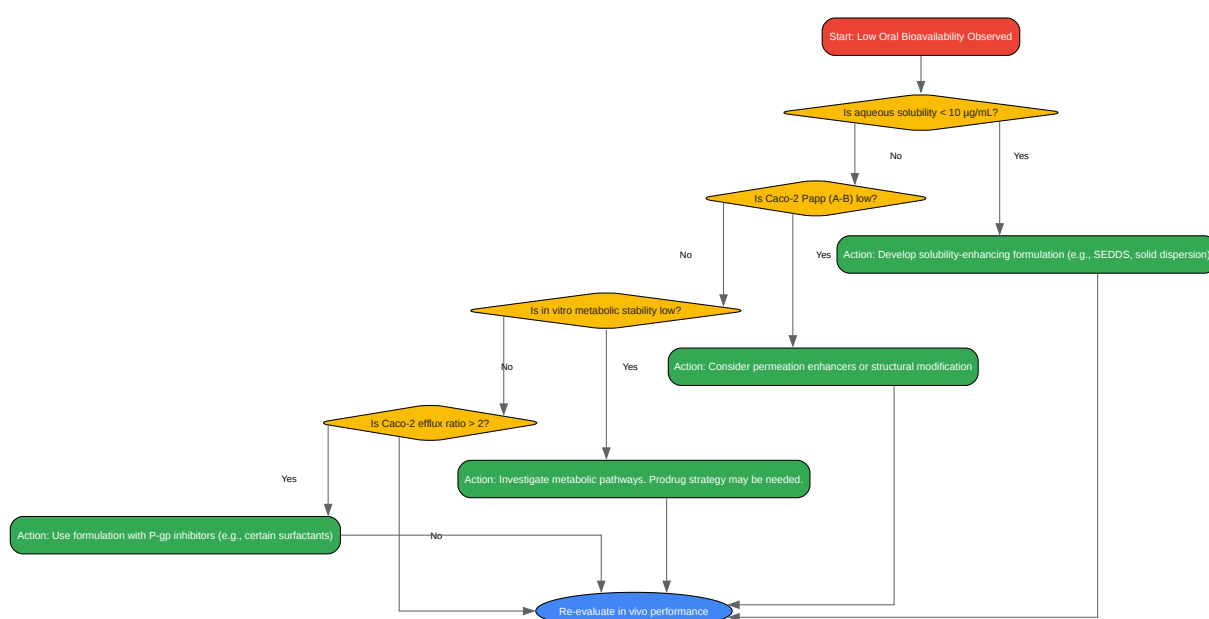 Start: Low Oral Bioavailability Observed
Is aqueous solubility < 10 µg/mL?
No
Yes
Is Caco-2 Papp (A-B) low?
No
Yes
Action: Develop solubility-enhancing formulation (e.g., SEDDS, solid dispersion)
Is in vitro metabolic stability low?
No
Yes
Action: Consider permeation enhancers or structural modification
Is Caco-2 efflux ratio > 2?
Yes
Action: Investigate metabolic pathways. Prodrug strategy may be needed.
Action: Use formulation with P-gp inhibitors (e.g., certain surfactants)
No
Re-evaluate in vivo performance